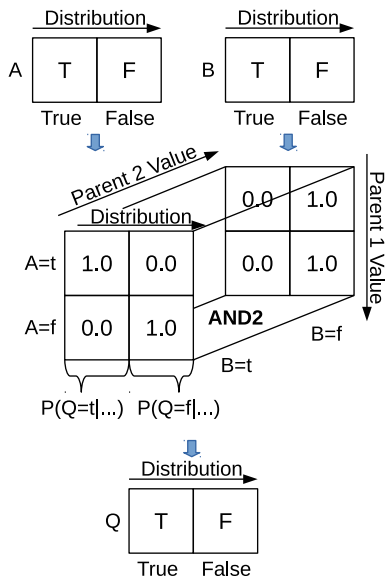 Distribution Distribution
A T F B T F
True False True False
Parent 2 Value
Parent 1 Value
0.0 1.0
Distribution
A=t 1.0 0.0 0.0 1.0
A=f 0.0 1.0 AND2
B=f
B=t
P(Q=t|...) P(Q=f|...)
Distribution
Q T F
True False